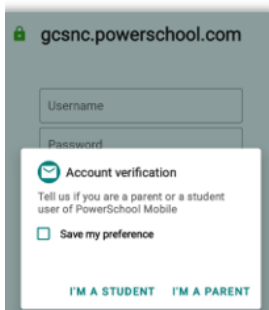 gcsnc.powerschool.com
Username
Password
Account verification
Tell us if you are a parent or a student
user of PowerSchool Mobile
Save my preference
I'M A STUDENT I'M A PARENT